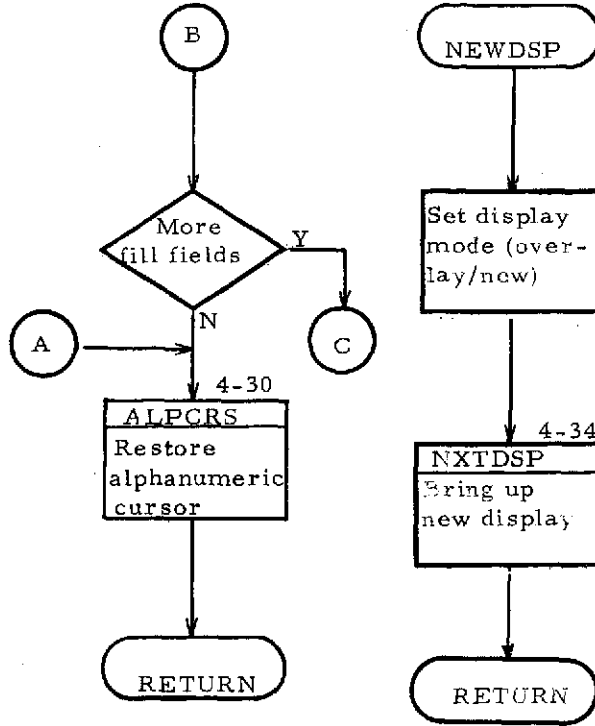 B
More
fill fields
Y
N
A
C
4-30
ALPCRS
Restore
alphanumeric
cursor
RETURN
NEWDSP
Set display
mode (over-
lay/new)
4-34
NXTDSP
Bring up
new display
RETURN